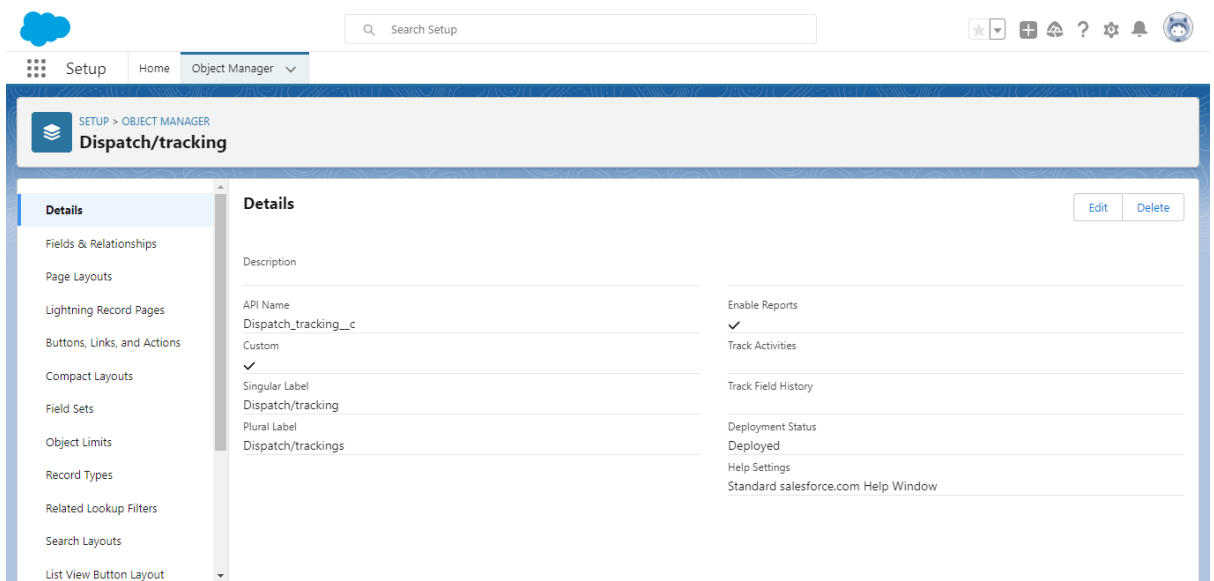 Search Setup
Setup Home Object Manager
SETUP > OBJECT MANAGER
Dispatch/tracking
Details
Fields & Relationships
Page Layouts
Lightning Record Pages
Buttons, Links, and Actions
Compact Layouts
Field Sets
Object Limits
Record Types
Related Lookup Filters
Search Layouts
List View Button Layout
Details
Edit Delete
Description
API Name
Dispatch_tracking__c
Custom
Singular Label
Dispatch/tracking
Plural Label
Dispatch/trackings
Enable Reports
Track Activities
Track Field History
Deployment Status
Deployed
Help Settings
Standard salesforce.com Help Window